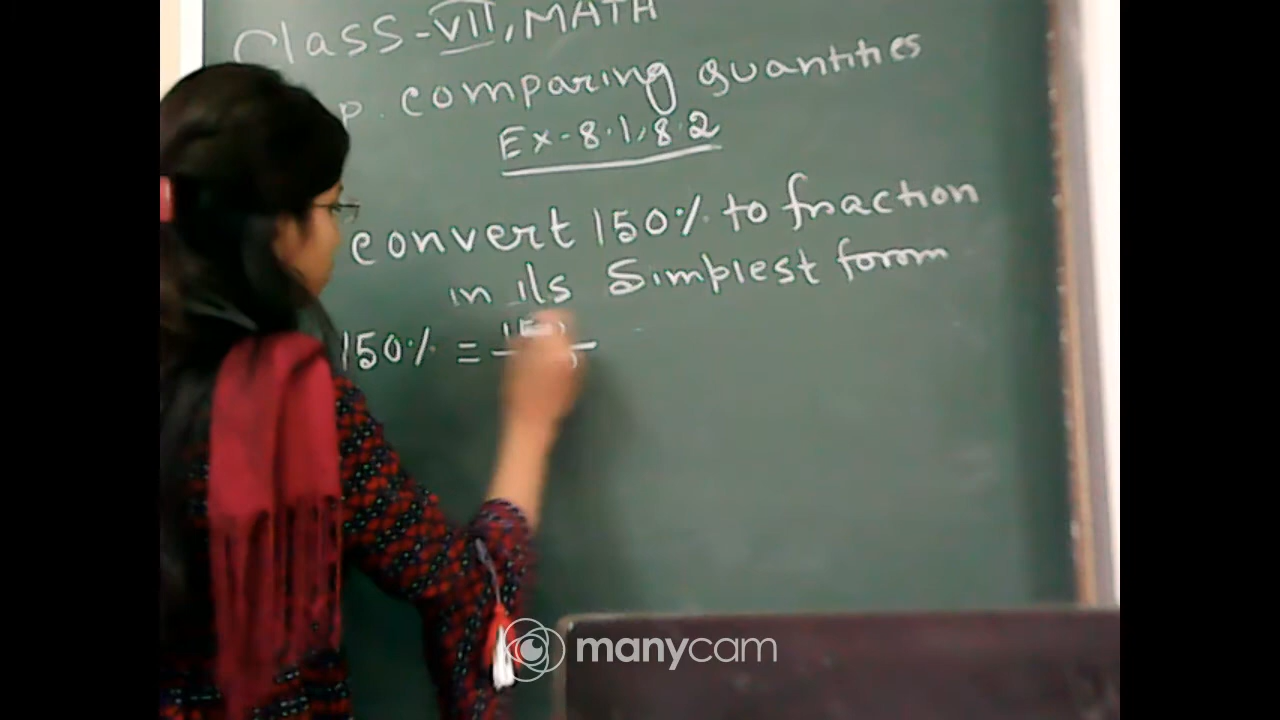 Class-VII, MATH
p. comparing quantities
Ex-8.1, 8.2
convert 150% to fraction
in its simplest form
150% =
manycam